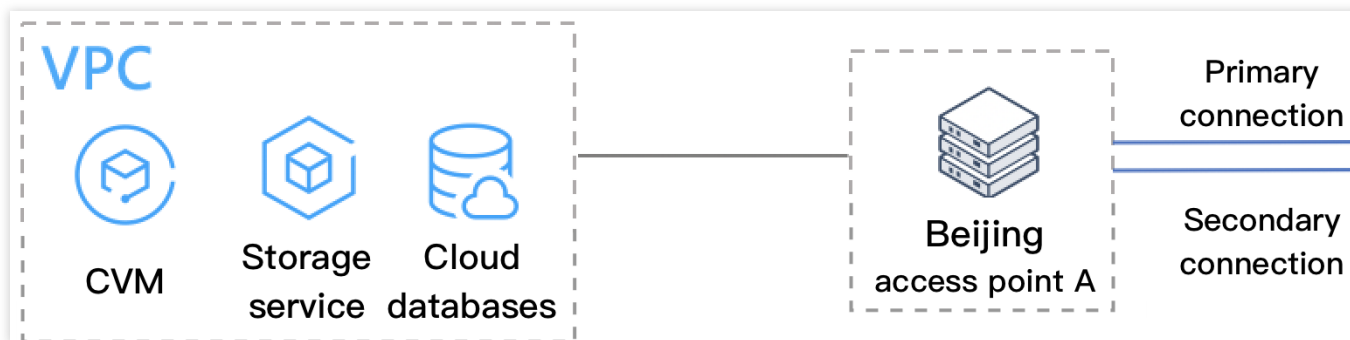 VPC
CVM
Storage
service
Cloud
databases
Beijing
access point A
Primary
connection
Secondary
connection